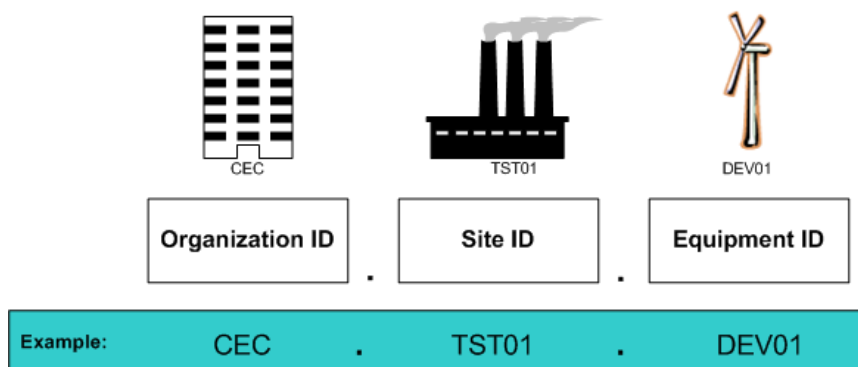 CEC TST01 DEV01
Organization ID . Site ID . Equipment ID
Example: CEC . TST01 . DEV01